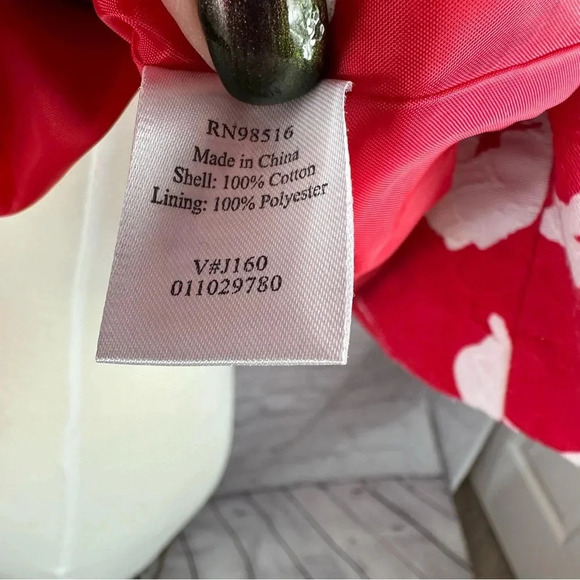 RN98516
Made in China
Shell: 100% Cotton
Lining: 100% Polyester
V#J160
011029780